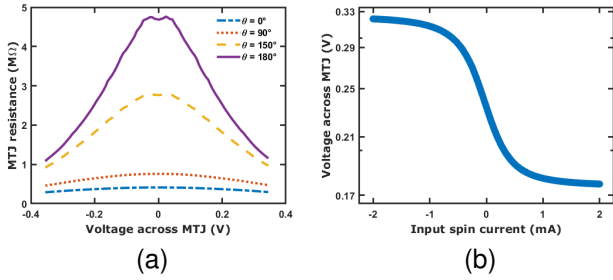 MTJ resistance (MΩ)
5
4
3
2
1
0
-0.4
-0.2
0
0.2
0.4
Voltage across MTJ (V)
θ = 0°
θ = 90°
θ = 150°
θ = 180°
(a)
Voltage across MTJ (V)
0.33
0.29
0.25
0.21
0.17
-2
-1
0
1
2
Input spin current (mA)
(b)